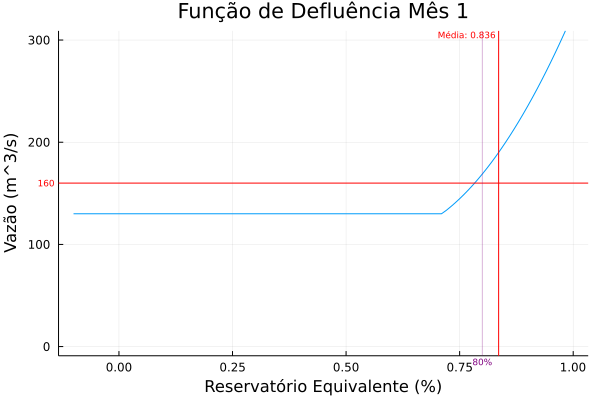 Função de Defluência Mês 1
Média: 0.836
300
200
160
100
0
Vazão (m^3/s)
0.00
0.25
0.50
0.75
80%
1.00
Reservatório Equivalente (%)